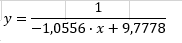 y = 1 / (−1,0556 · x + 9,7778)